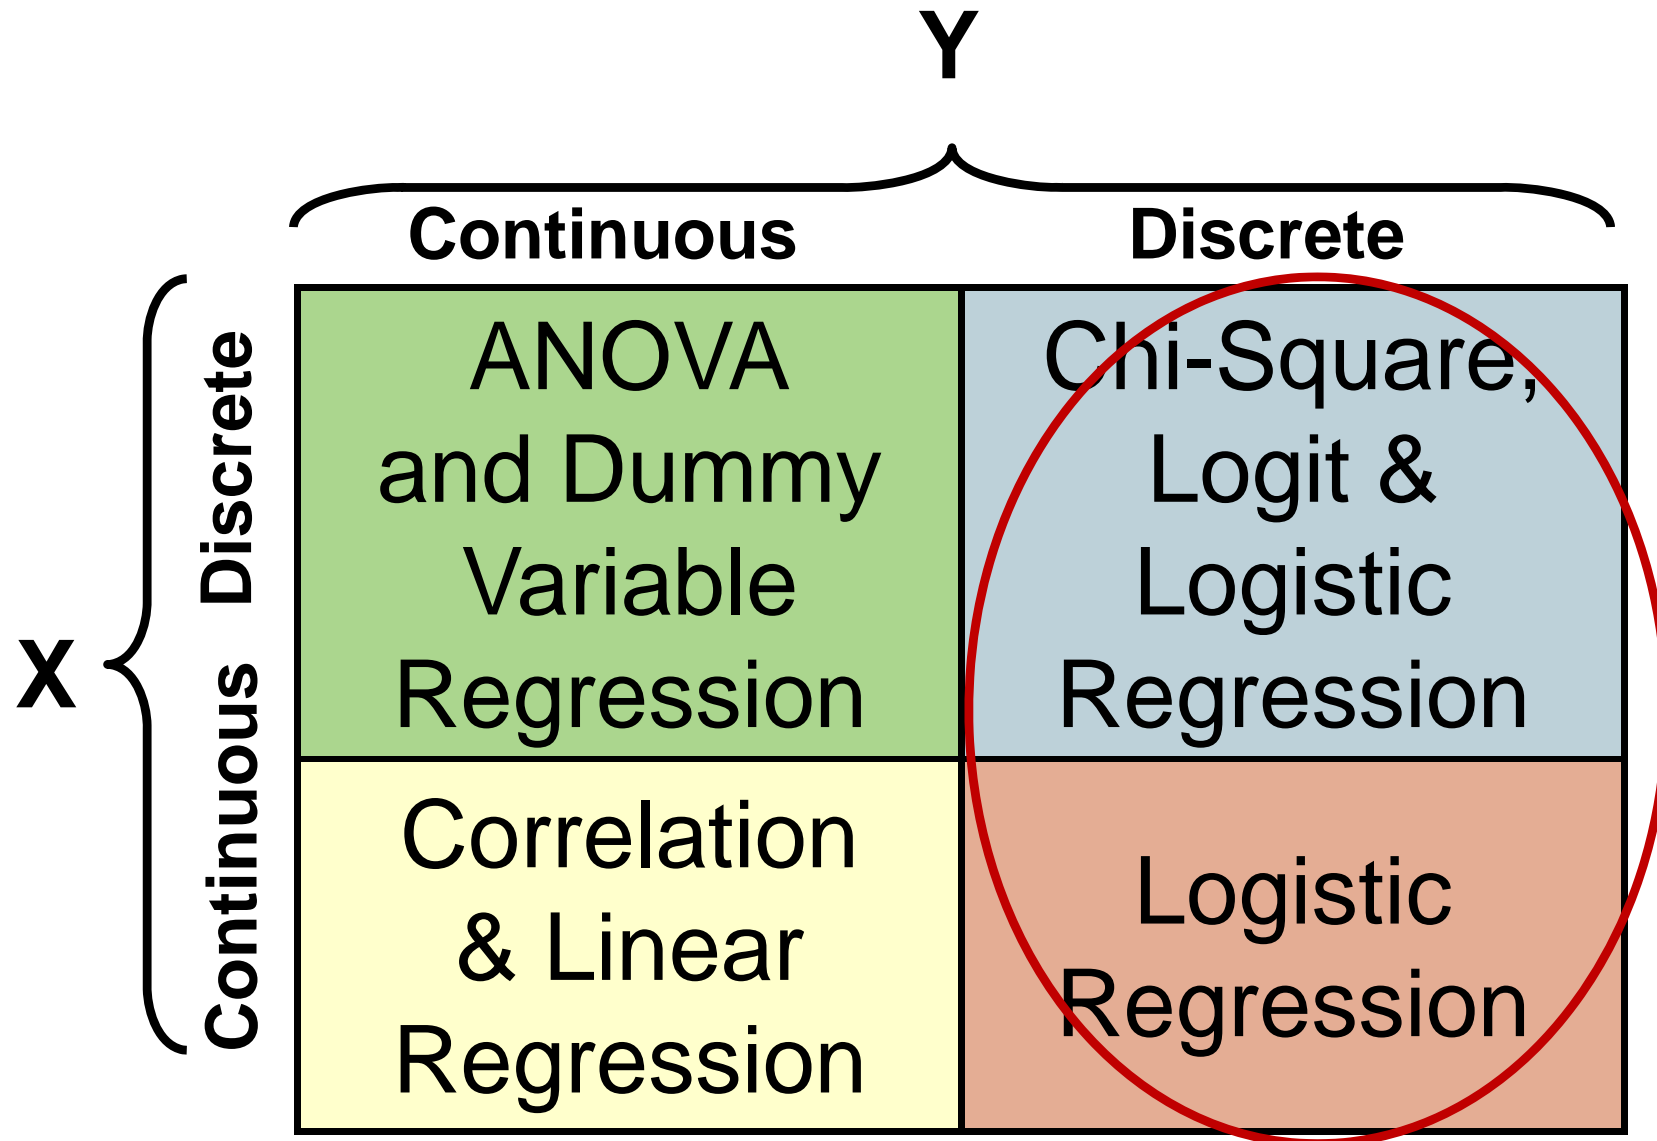 Y
Continuous Discrete
X
Discrete
Continuous
ANOVA
and Dummy
Variable
Regression
Chi-Square,
Logit &
Logistic
Regression
Correlation
& Linear
Regression
Logistic
Regression